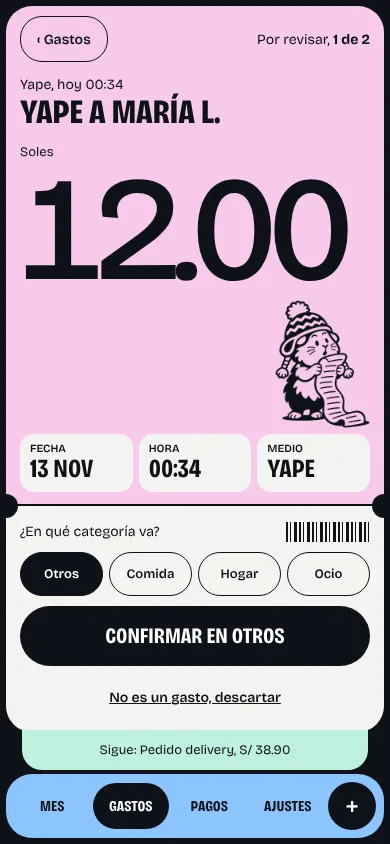 ‹ Gastos
Por revisar, 1 de 2
Yape, hoy 00:34
YAPE A MARÍA L.
Soles
12.00
FECHA
13 NOV
HORA
00:34
MEDIO
YAPE
¿En qué categoría va?
Otros
Comida
Hogar
Ocio
CONFIRMAR EN OTROS
No es un gasto, descartar
Sigue: Pedido delivery, S/ 38.90
MES
GASTOS
PAGOS
AJUSTES
+